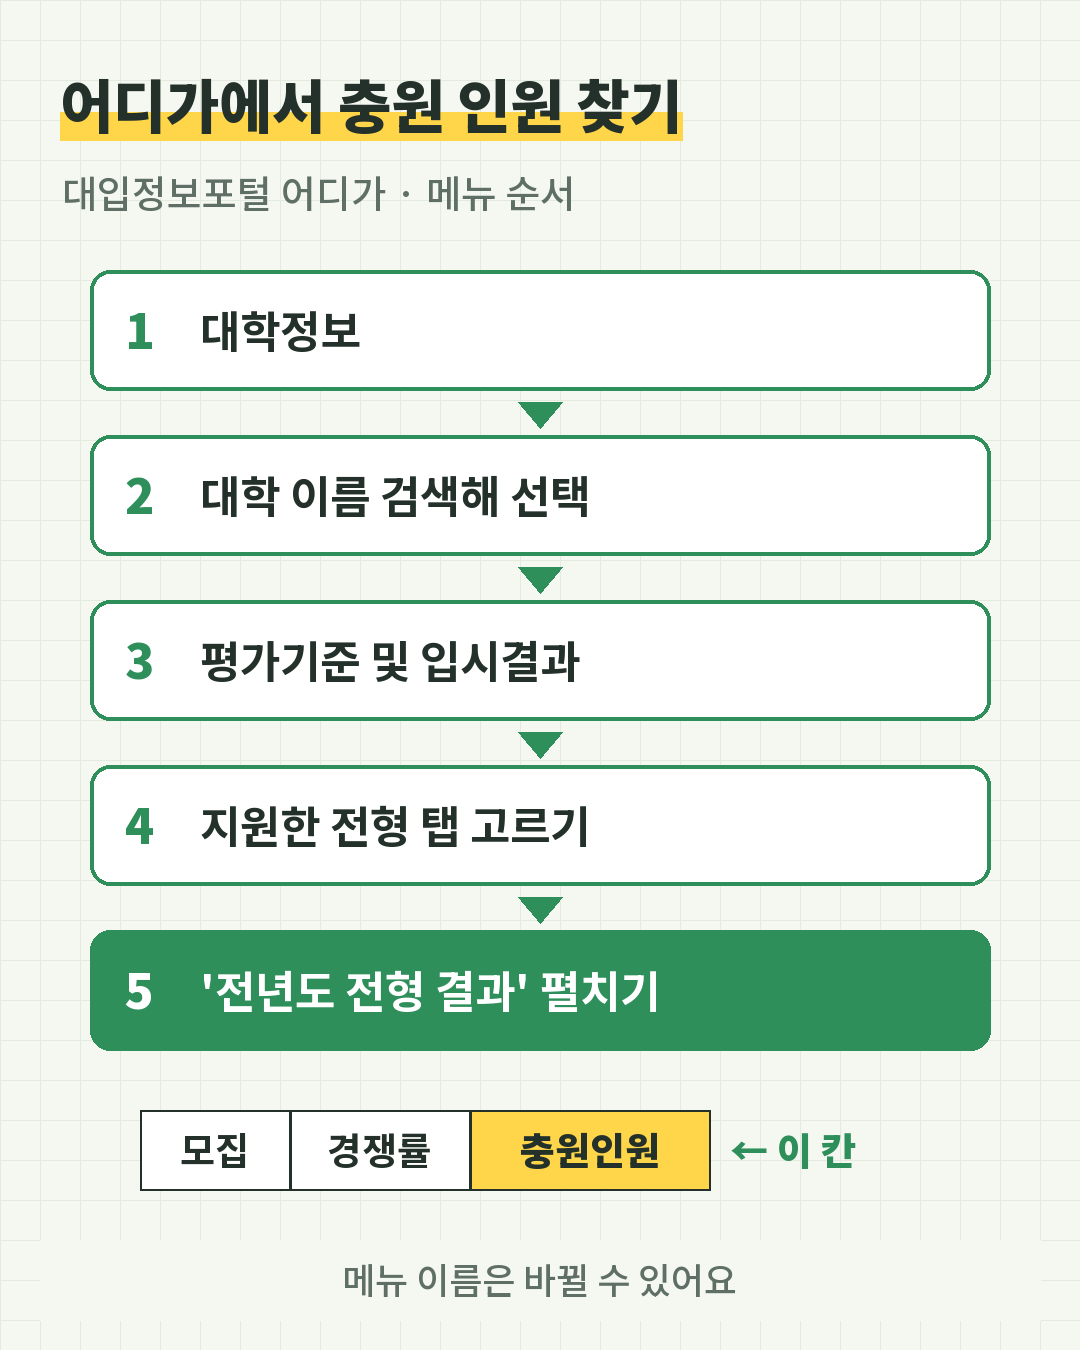 어디가에서 충원 인원 찾기
대입정보포털 어디가 · 메뉴 순서
1 대학정보
2 대학 이름 검색해 선택
3 평가기준 및 입시결과
4 지원한 전형 탭 고르기
5 '전년도 전형 결과' 펼치기
모집 경쟁률 충원인원 ← 이 칸
메뉴 이름은 바뀔 수 있어요